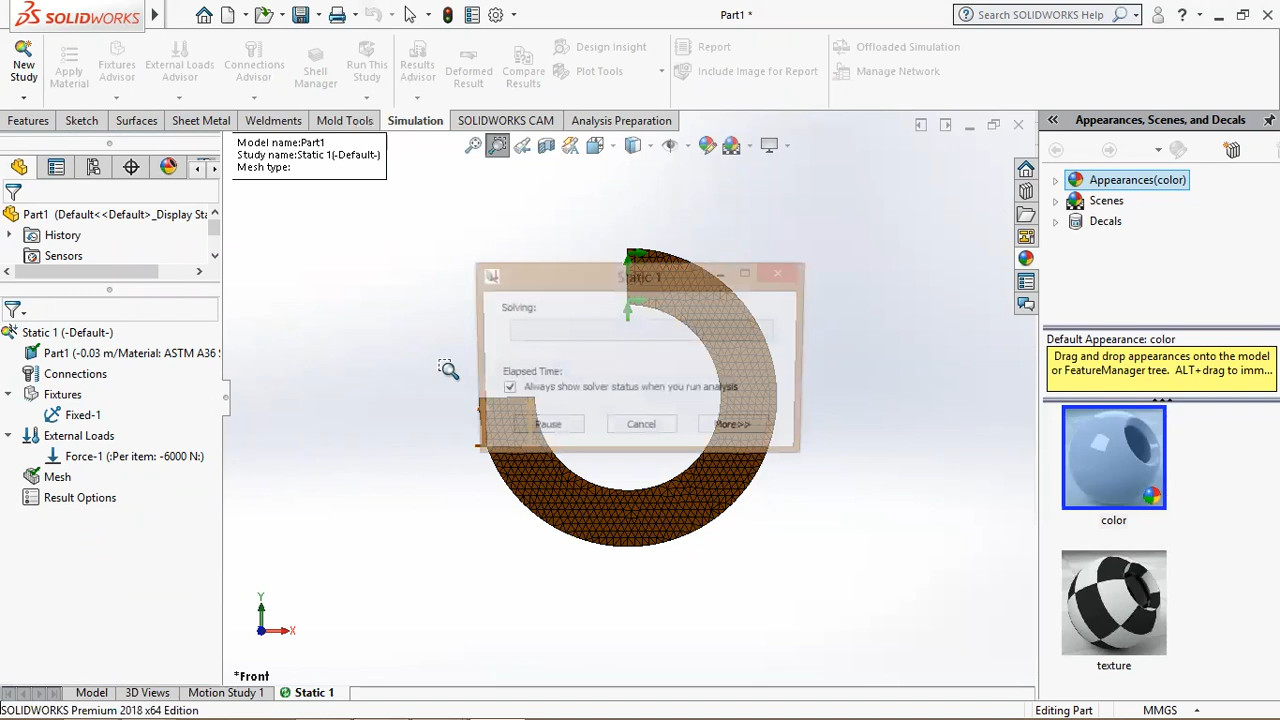 SOLIDWORKS
Part1 *
Search SOLIDWORKS Help
New Study
Apply Material
Fixtures Advisor
External Loads Advisor
Connections Advisor
Shell Manager
Run This Study
Results Advisor
Deformed Result
Compare Results
Design Insight
Plot Tools
Report
Include Image for Report
Offloaded Simulation
Manage Network
Features
Sketch
Surfaces
Sheet Metal
Weldments
Mold Tools
Simulation
SOLIDWORKS CAM
Analysis Preparation
Model name:Part1
Study name:Static 1(-Default-)
Mesh type:
Part1 (Default<<Default>_Display Sta
History
Sensors
Static 1 (-Default-)
Part1 (-0.03 m/Material: ASTM A36
Connections
Fixtures
Fixed-1
External Loads
Force-1 (:Per item: -6000 N:)
Mesh
Result Options
Static 1
Solving:
Elapsed Time:
Always show solver status when you run analysis
Pause
Cancel
More>>
Y
X
*Front
Appearances, Scenes, and Decals
Appearances(color)
Scenes
Decals
Default Appearance: color
Drag and drop appearances onto the model
or FeatureManager tree. ALT+drag to imm...
color
texture
Model
3D Views
Motion Study 1
Static 1
SOLIDWORKS Premium 2018 x64 Edition
Editing Part
MMGS